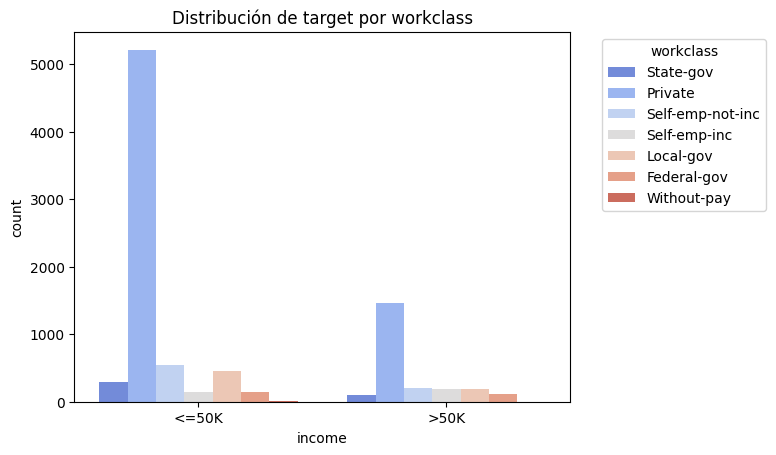 Distribución de target por workclass
workclass
State-gov
Private
Self-emp-not-inc
Self-emp-inc
Local-gov
Federal-gov
Without-pay
count
5000
4000
3000
2000
1000
0
<=50K
>50K
income